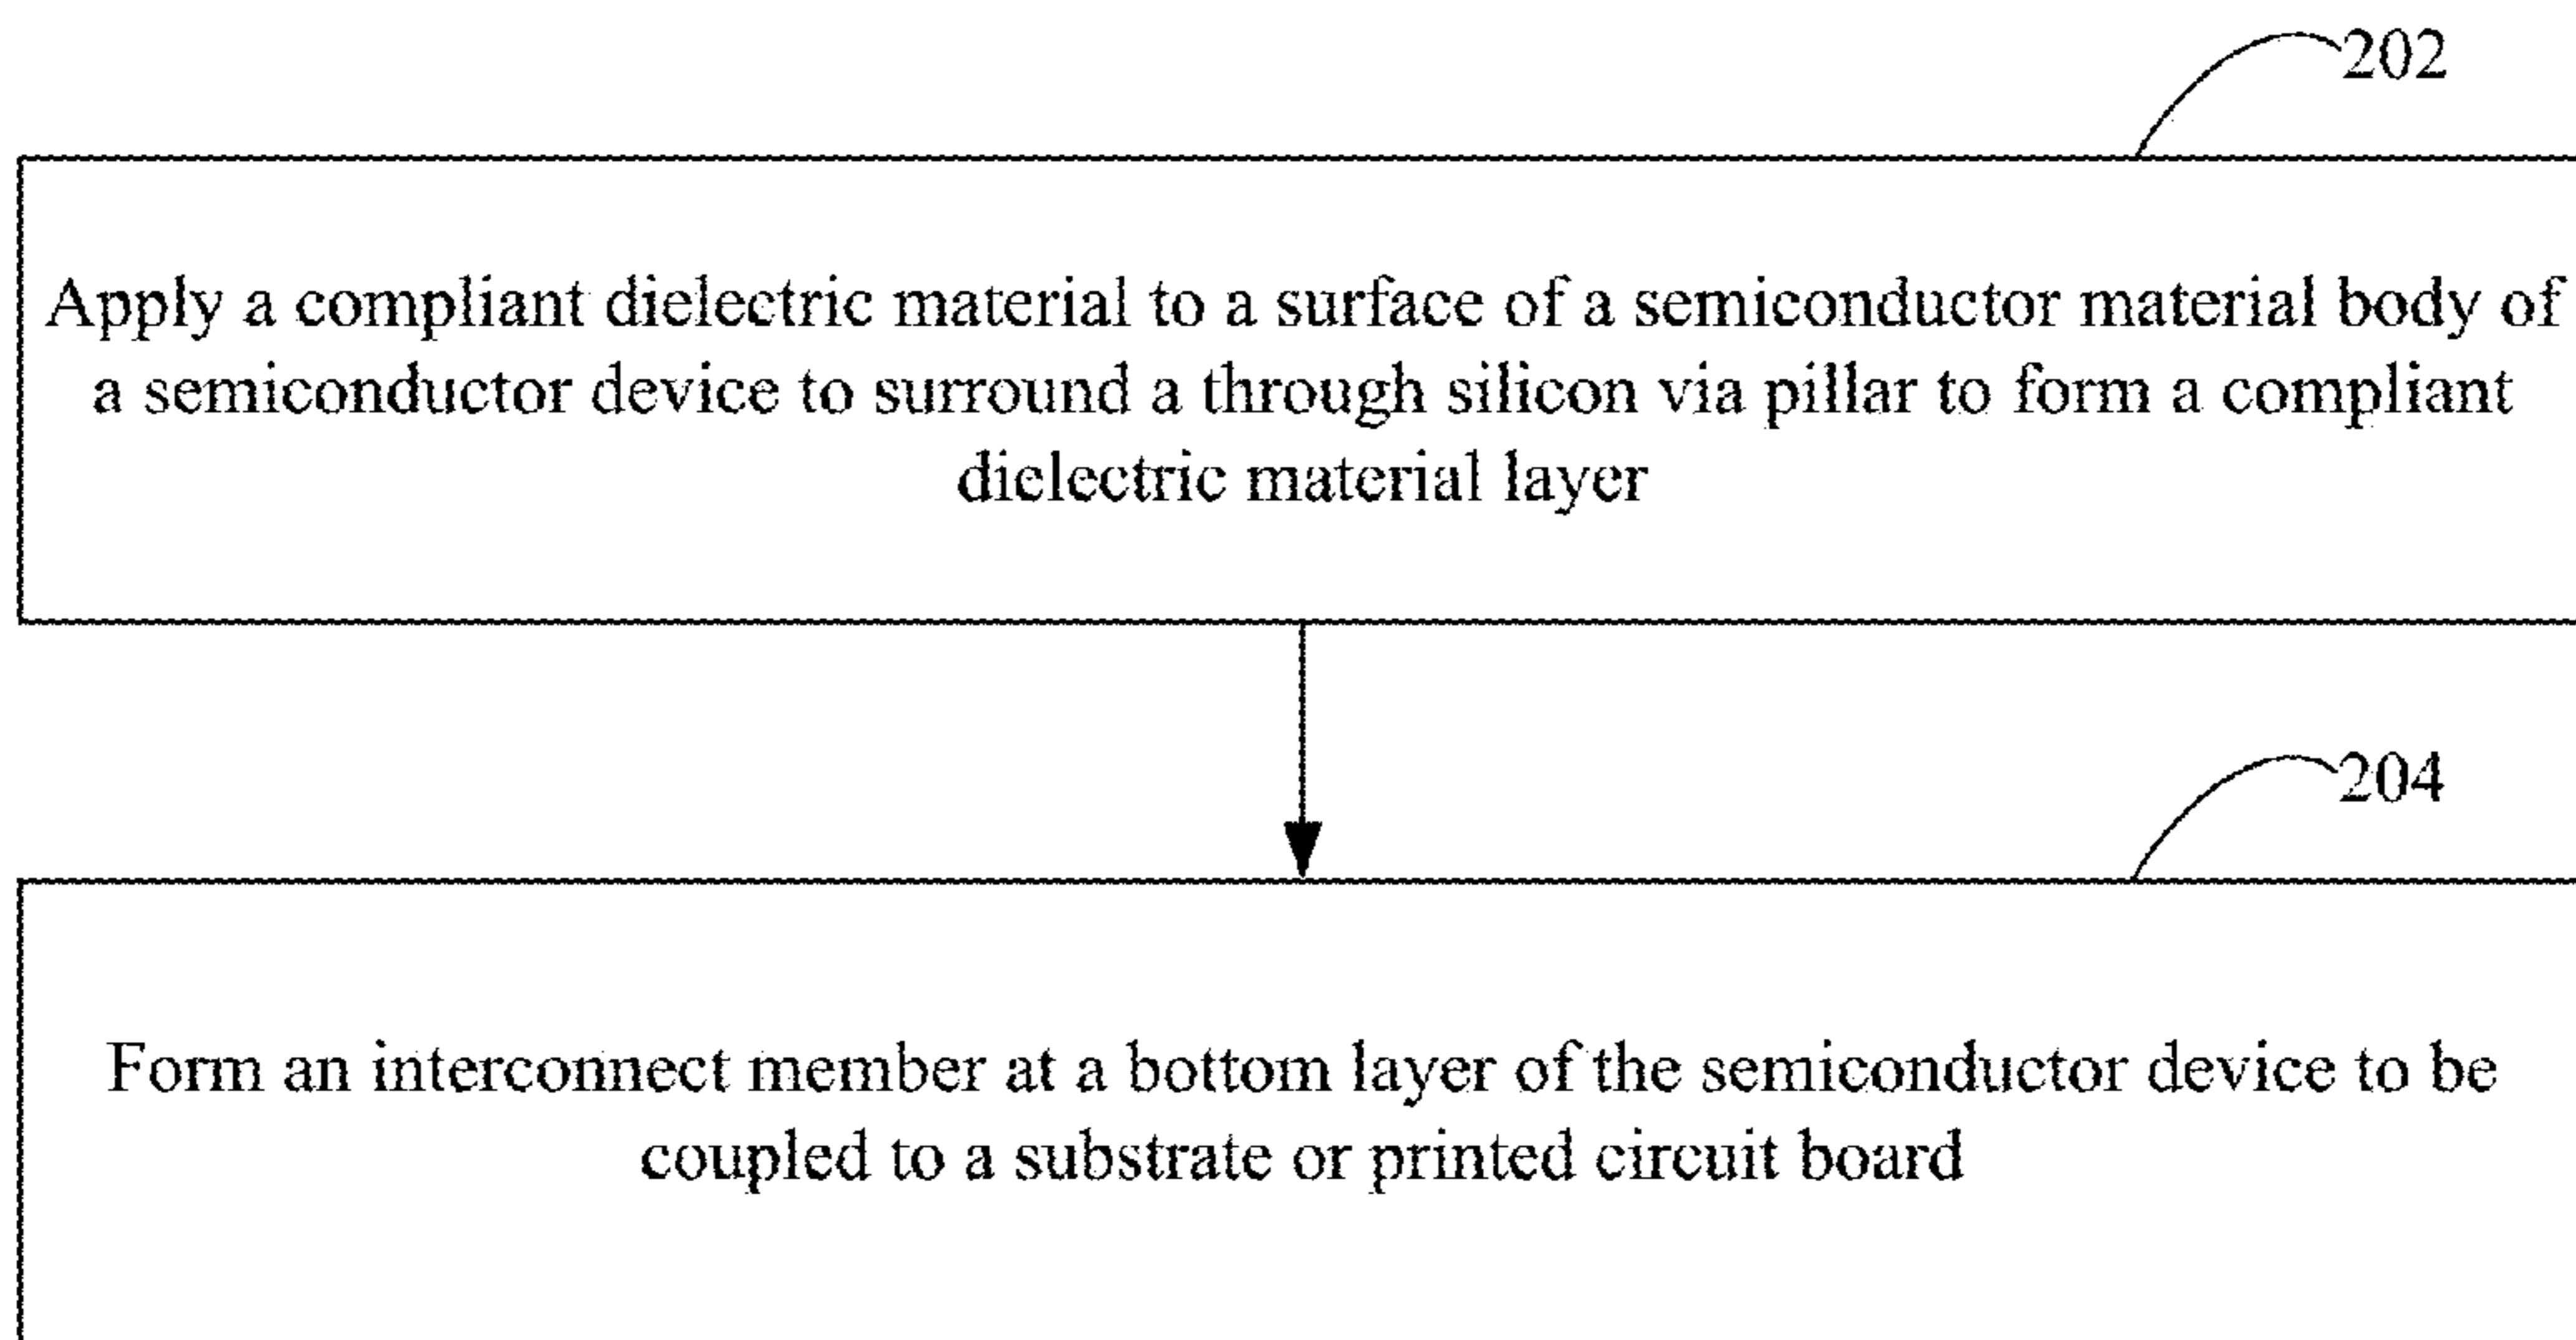 202
Apply a compliant dielectric material to a surface of a semiconductor material body of
a semiconductor device to surround a through silicon via pillar to form a compliant
dielectric material layer
204
Form an interconnect member at a bottom layer of the semiconductor device to be
coupled to a substrate or printed circuit board